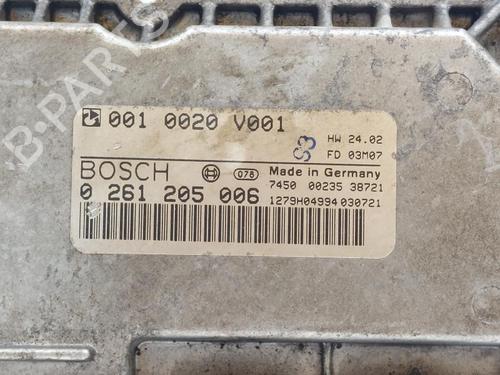 001 0020 V001
S3
HW 24.02
FD 03M07
BOSCH
078
Made in Germany
0 261 205 006
7450 00235 38721
1279H04994 030721
B-PARTS